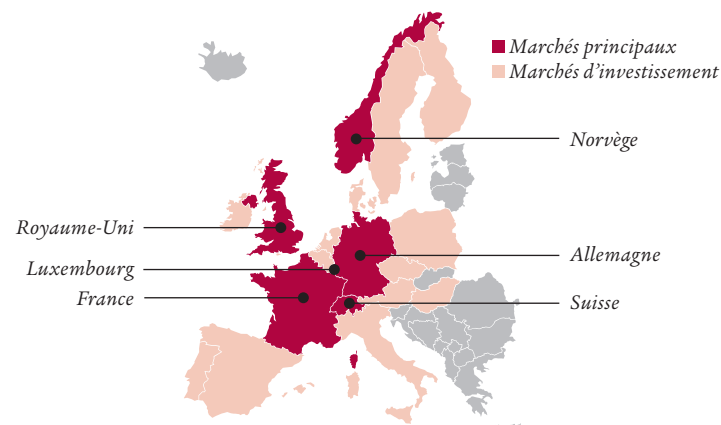 Marchés principaux
Marchés d'investissement
Norvège
Royaume-Uni
Allemagne
Luxembourg
France
Suisse